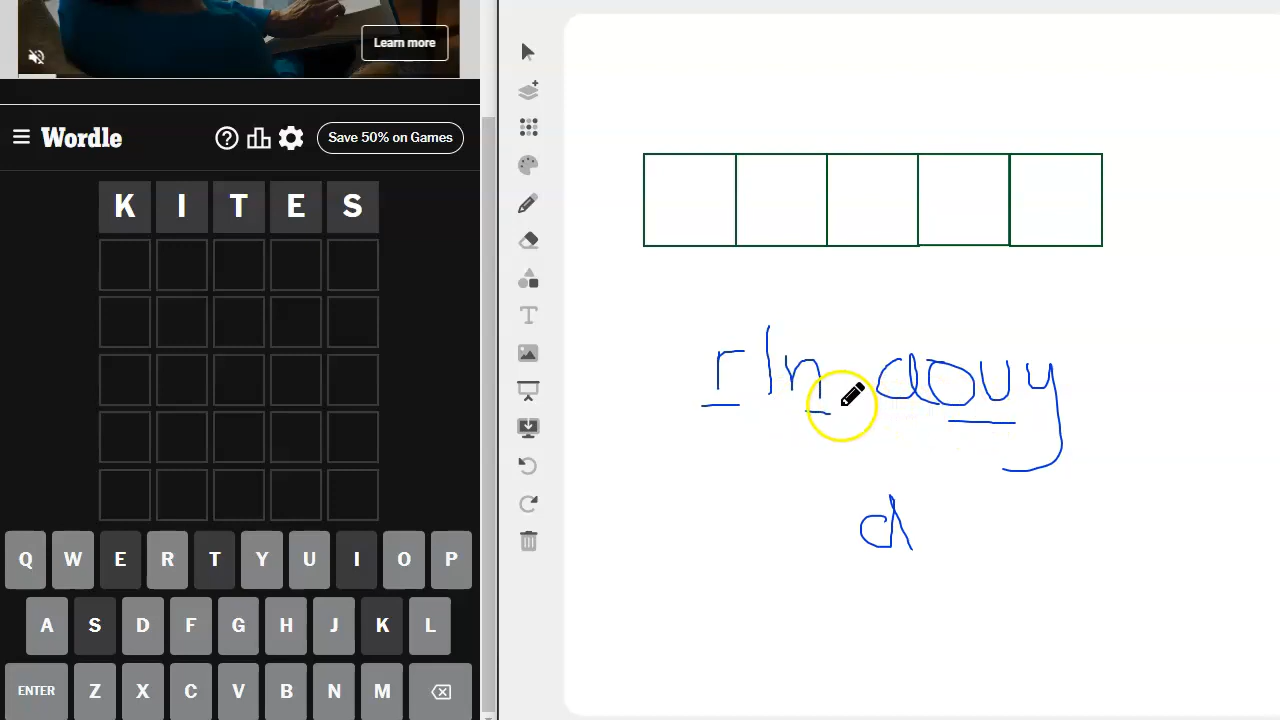 Learn more
Wordle
Save 50% on Games
K I T E S
r l n a o u y
d
Q W E R T Y U I O P
A S D F G H J K L
ENTER Z X C V B N M
T